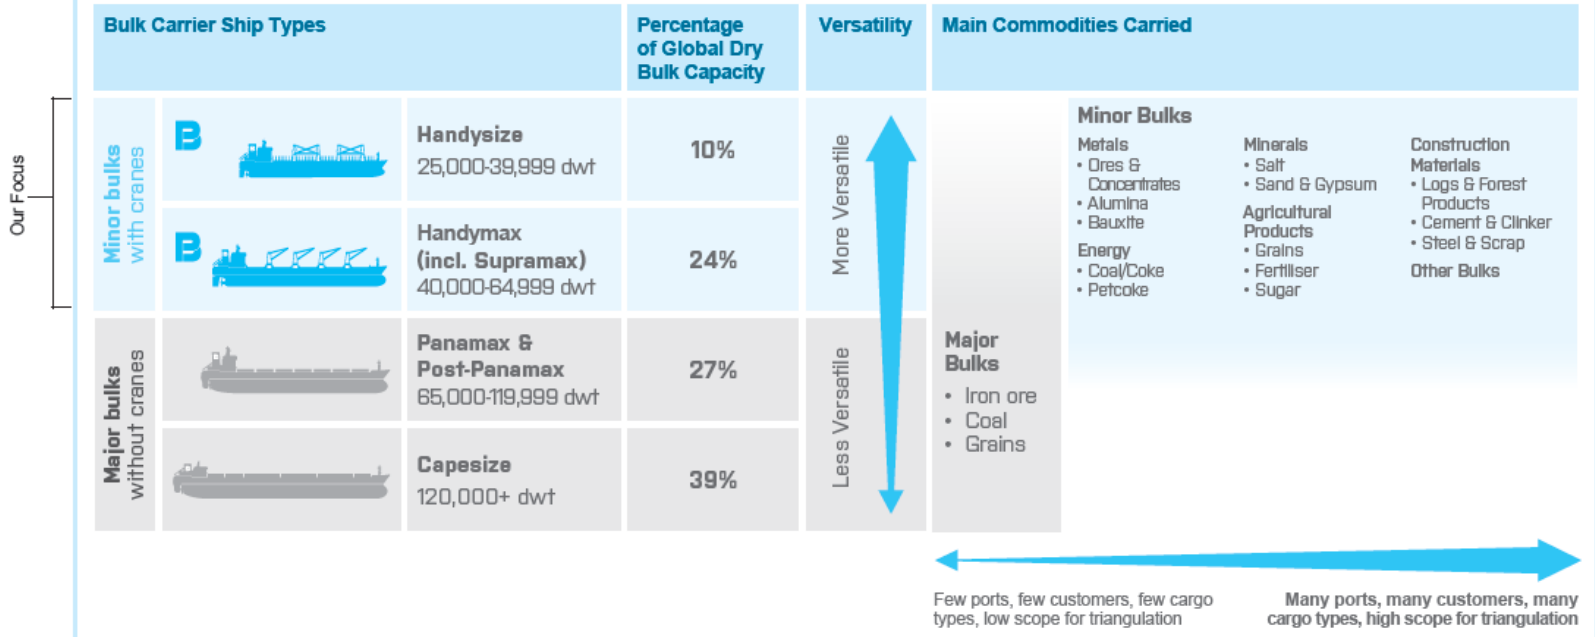 Bulk Carrier Ship Types
Percentage
of Global Dry
Bulk Capacity
Versatility
Main Commodities Carried
Our Focus
Minor bulks
with cranes
B
Handysize
25,000-39,999 dwt
10%
B
Handymax
(incl. Supramax)
40,000-64,999 dwt
24%
Major bulks
without cranes
Panamax &
Post-Panamax
65,000-119,999 dwt
27%
Capesize
120,000+ dwt
39%
More Versatile
Less Versatile
Major
Bulks
• Iron ore
• Coal
• Grains
Minor Bulks
Metals
• Ores &
Concentrates
• Alumina
• Bauxite
Energy
• Coal/Coke
• Petcoke
Minerals
• Salt
• Sand & Gypsum
Agricultural
Products
• Grains
• Fertiliser
• Sugar
Construction
Materials
• Logs & Forest
Products
• Cement & Clinker
• Steel & Scrap
Other Bulks
Few ports, few customers, few cargo
types, low scope for triangulation
Many ports, many customers, many
cargo types, high scope for triangulation